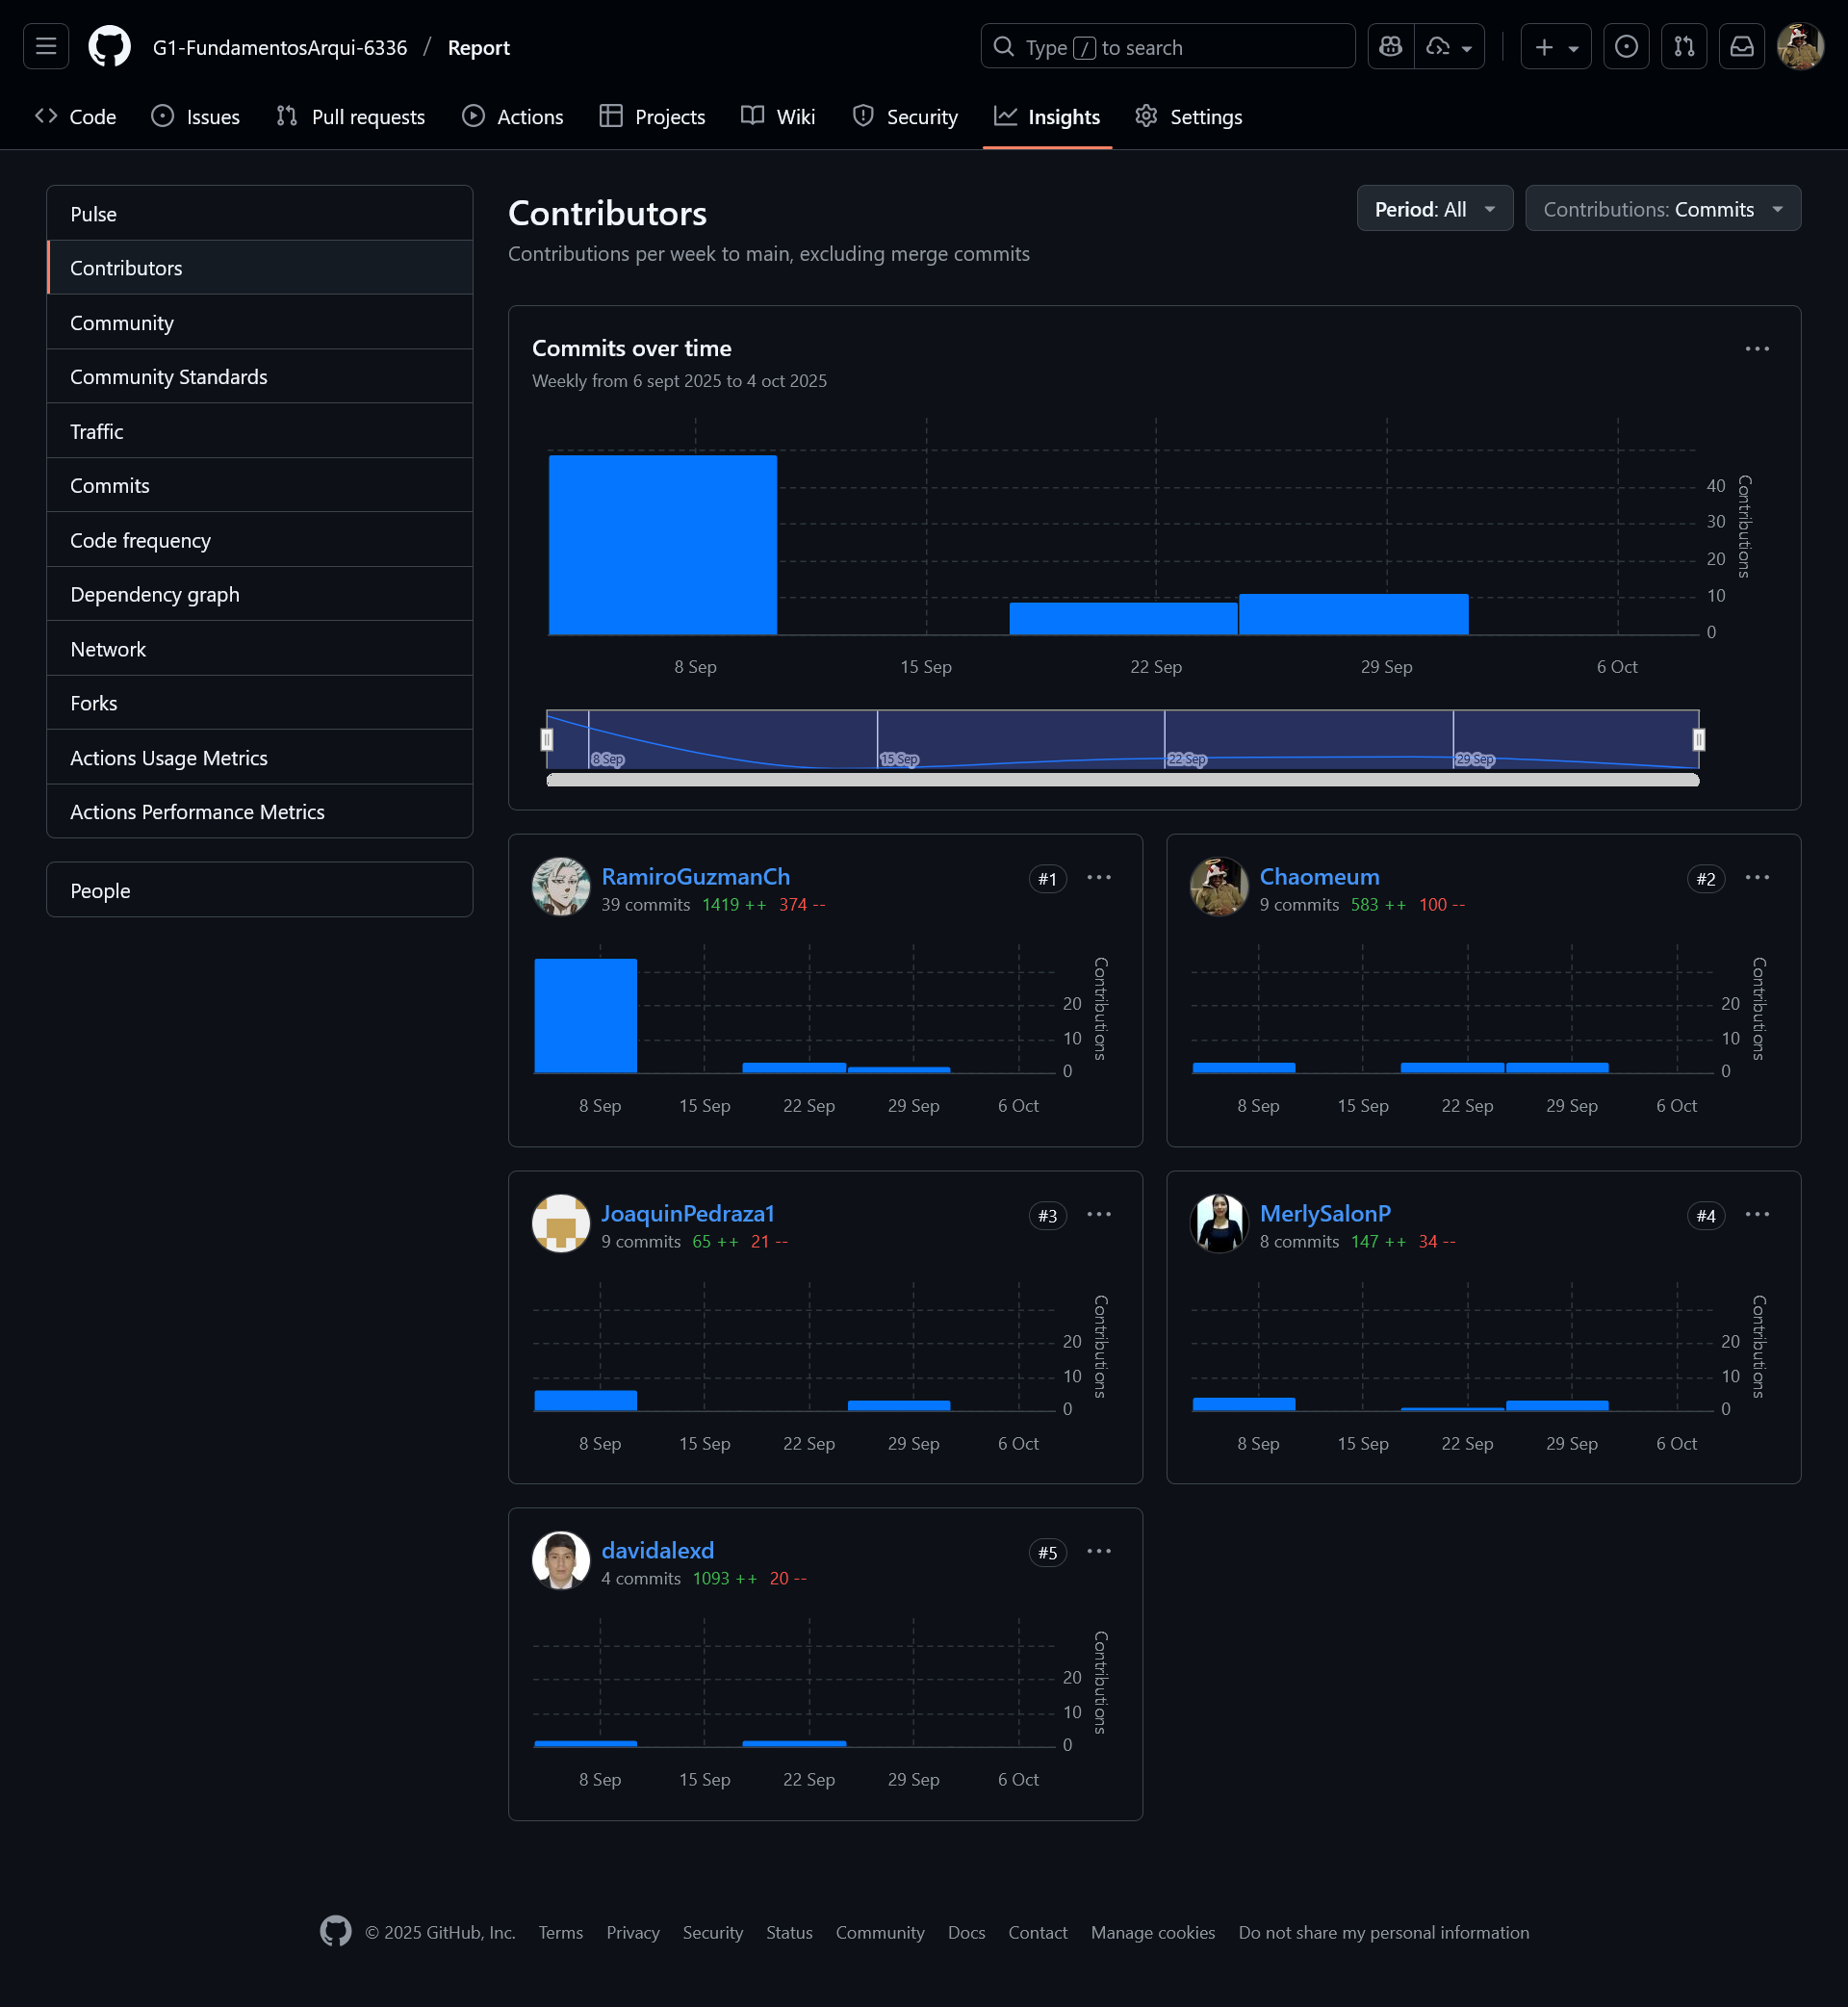 G1-FundamentosArqui-6336 / Report
Type / to search
Code Issues Pull requests Actions Projects Wiki Security Insights Settings
Pulse
Contributors
Community
Community Standards
Traffic
Commits
Code frequency
Dependency graph
Network
Forks
Actions Usage Metrics
Actions Performance Metrics
People
Contributors
Period: All
Contributions: Commits
Contributions per week to main, excluding merge commits
Commits over time
Weekly from 6 sept 2025 to 4 oct 2025
40
30
20
10
0
Contributions
8 Sep 15 Sep 22 Sep 29 Sep 6 Oct
8 Sep 15 Sep 22 Sep 29 Sep
RamiroGuzmanCh
#1
39 commits 1419 ++ 374 --
20
10
0
Contributions
8 Sep 15 Sep 22 Sep 29 Sep 6 Oct
Chaomeum
#2
9 commits 583 ++ 100 --
20
10
0
Contributions
8 Sep 15 Sep 22 Sep 29 Sep 6 Oct
JoaquinPedraza1
#3
9 commits 65 ++ 21 --
20
10
0
Contributions
8 Sep 15 Sep 22 Sep 29 Sep 6 Oct
MerlySalonP
#4
8 commits 147 ++ 34 --
20
10
0
Contributions
8 Sep 15 Sep 22 Sep 29 Sep 6 Oct
davidalexd
#5
4 commits 1093 ++ 20 --
20
10
0
Contributions
8 Sep 15 Sep 22 Sep 29 Sep 6 Oct
© 2025 GitHub, Inc. Terms Privacy Security Status Community Docs Contact Manage cookies Do not share my personal information